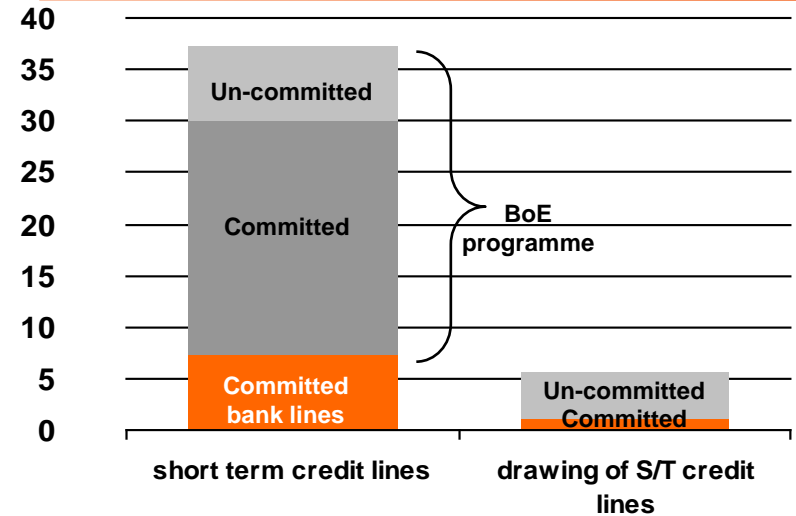 40
35
30
25
20
15
10
5
0
Un-committed
Committed
Committed
bank lines
BoE
programme
Un-committed
Committed
short term credit lines
drawing of S/T credit
lines